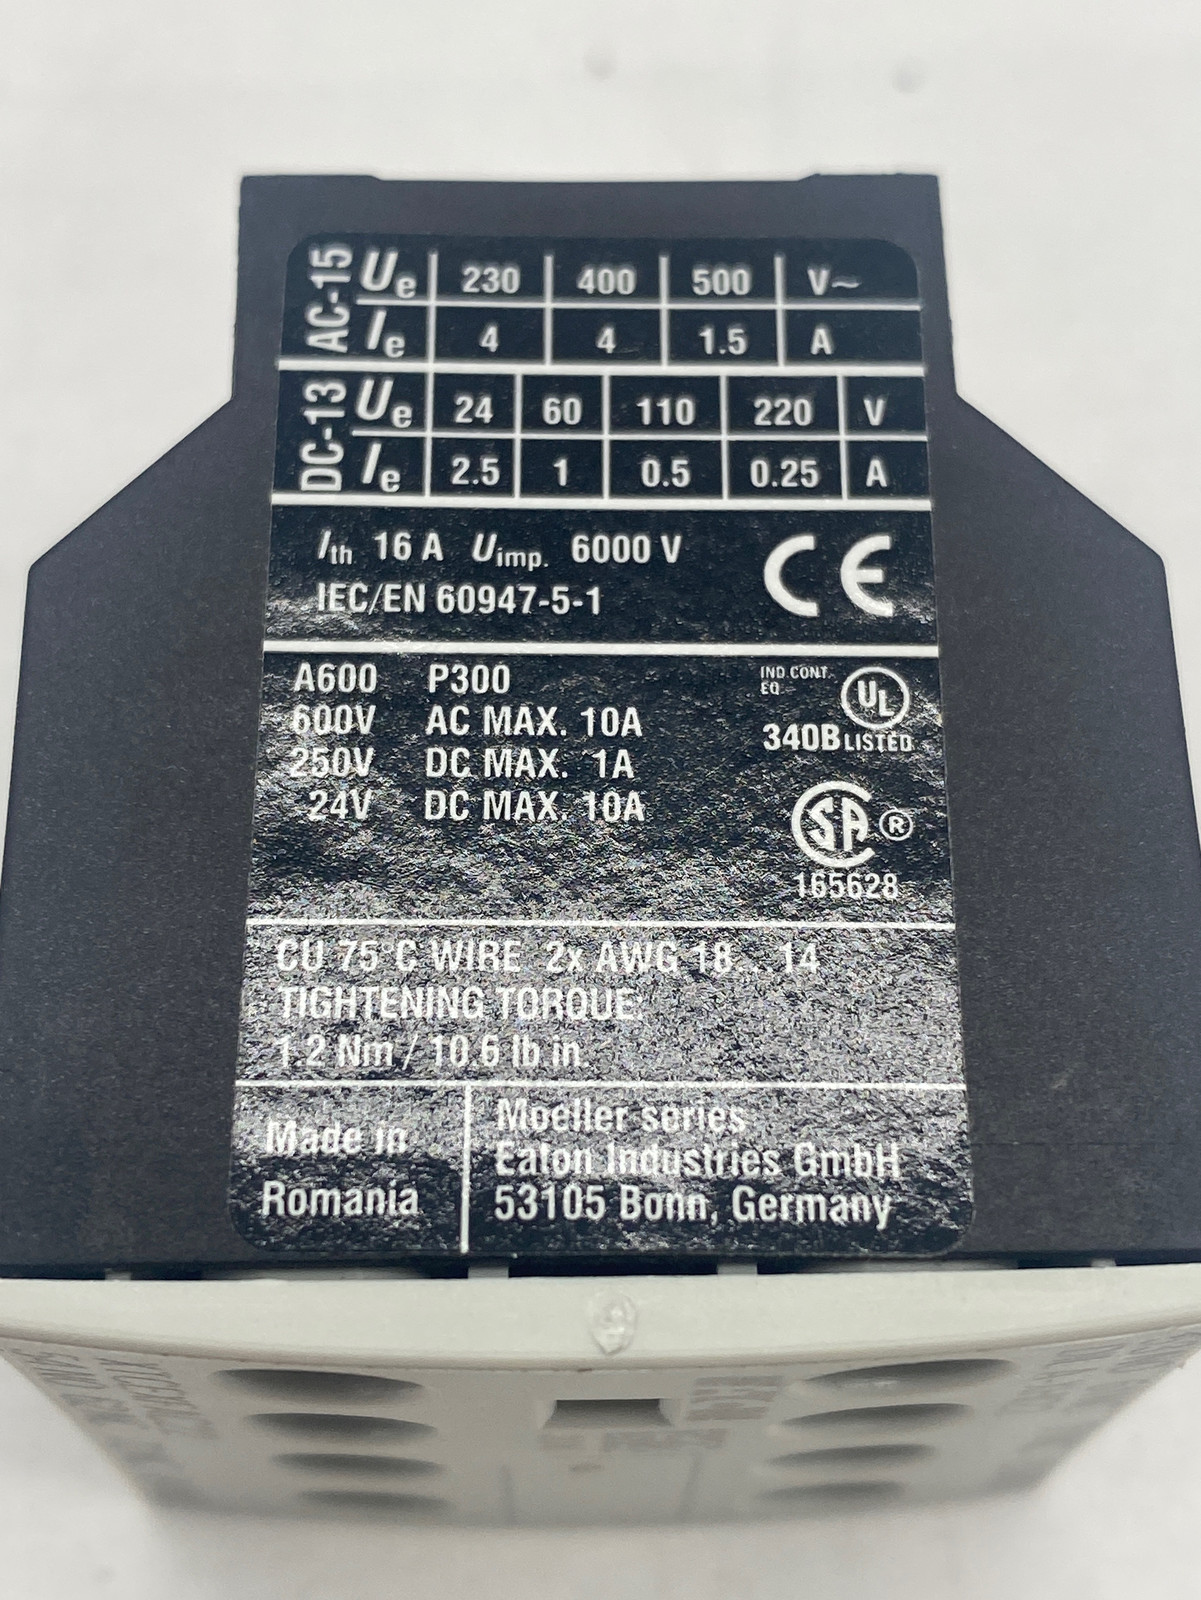 AC-15 Ue 230 400 500 V~
Ie 4 4 1.5 A
DC-13 Ue 24 60 110 220 V
Ie 2.5 1 0.5 0.25 A
Ith 16 A Uimp. 6000 V
IEC/EN 60947-5-1
CE
A600 P300
600V AC MAX. 10A
250V DC MAX. 1A
24V DC MAX. 10A
IND.CONT.
EQ
UL
340B LISTED
SA ®
165628
CU 75°C WIRE 2x AWG 18...14
TIGHTENING TORQUE:
1.2 Nm / 10.6 lb.in.
Made in
Romania
Moeller series
Eaton Industries GmbH
53105 Bonn, Germany